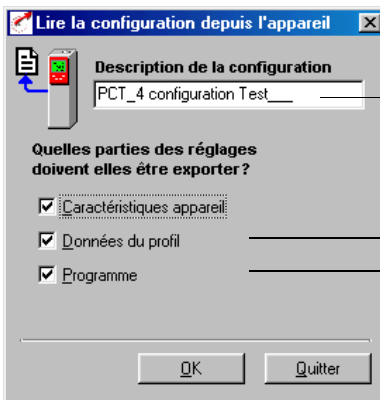 Lire la configuration depuis l'appareil
Description de la configuration
PCT_4 configuration Test___
Quelles parties des réglages
doivent elles être exporter?
Caractéristiques appareil
Données du profil
Programme
OK
Quitter